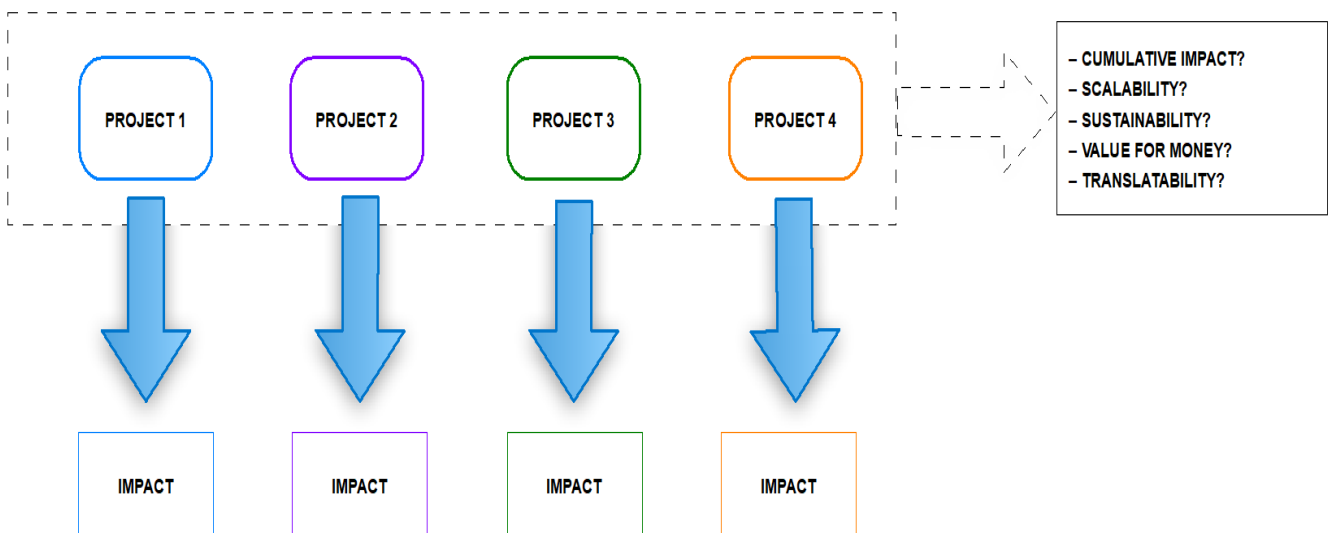 PROJECT 1
PROJECT 2
PROJECT 3
PROJECT 4
– CUMULATIVE IMPACT?
– SCALABILITY?
– SUSTAINABILITY?
– VALUE FOR MONEY?
– TRANSLATABILITY?
IMPACT
IMPACT
IMPACT
IMPACT